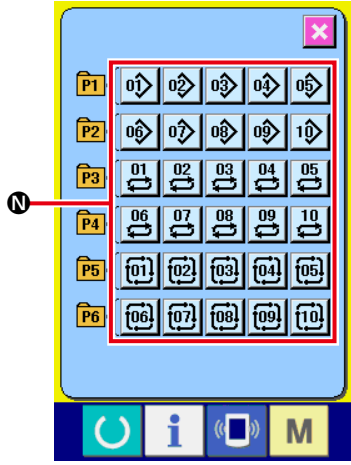 P1 01 02 03 04 05
P2 06 07 08 09 10
P3 01 02 03 04 05
N
P4 06 07 08 09 10
P5 01 02 03 04 05
P6 06 07 08 09 10
i M